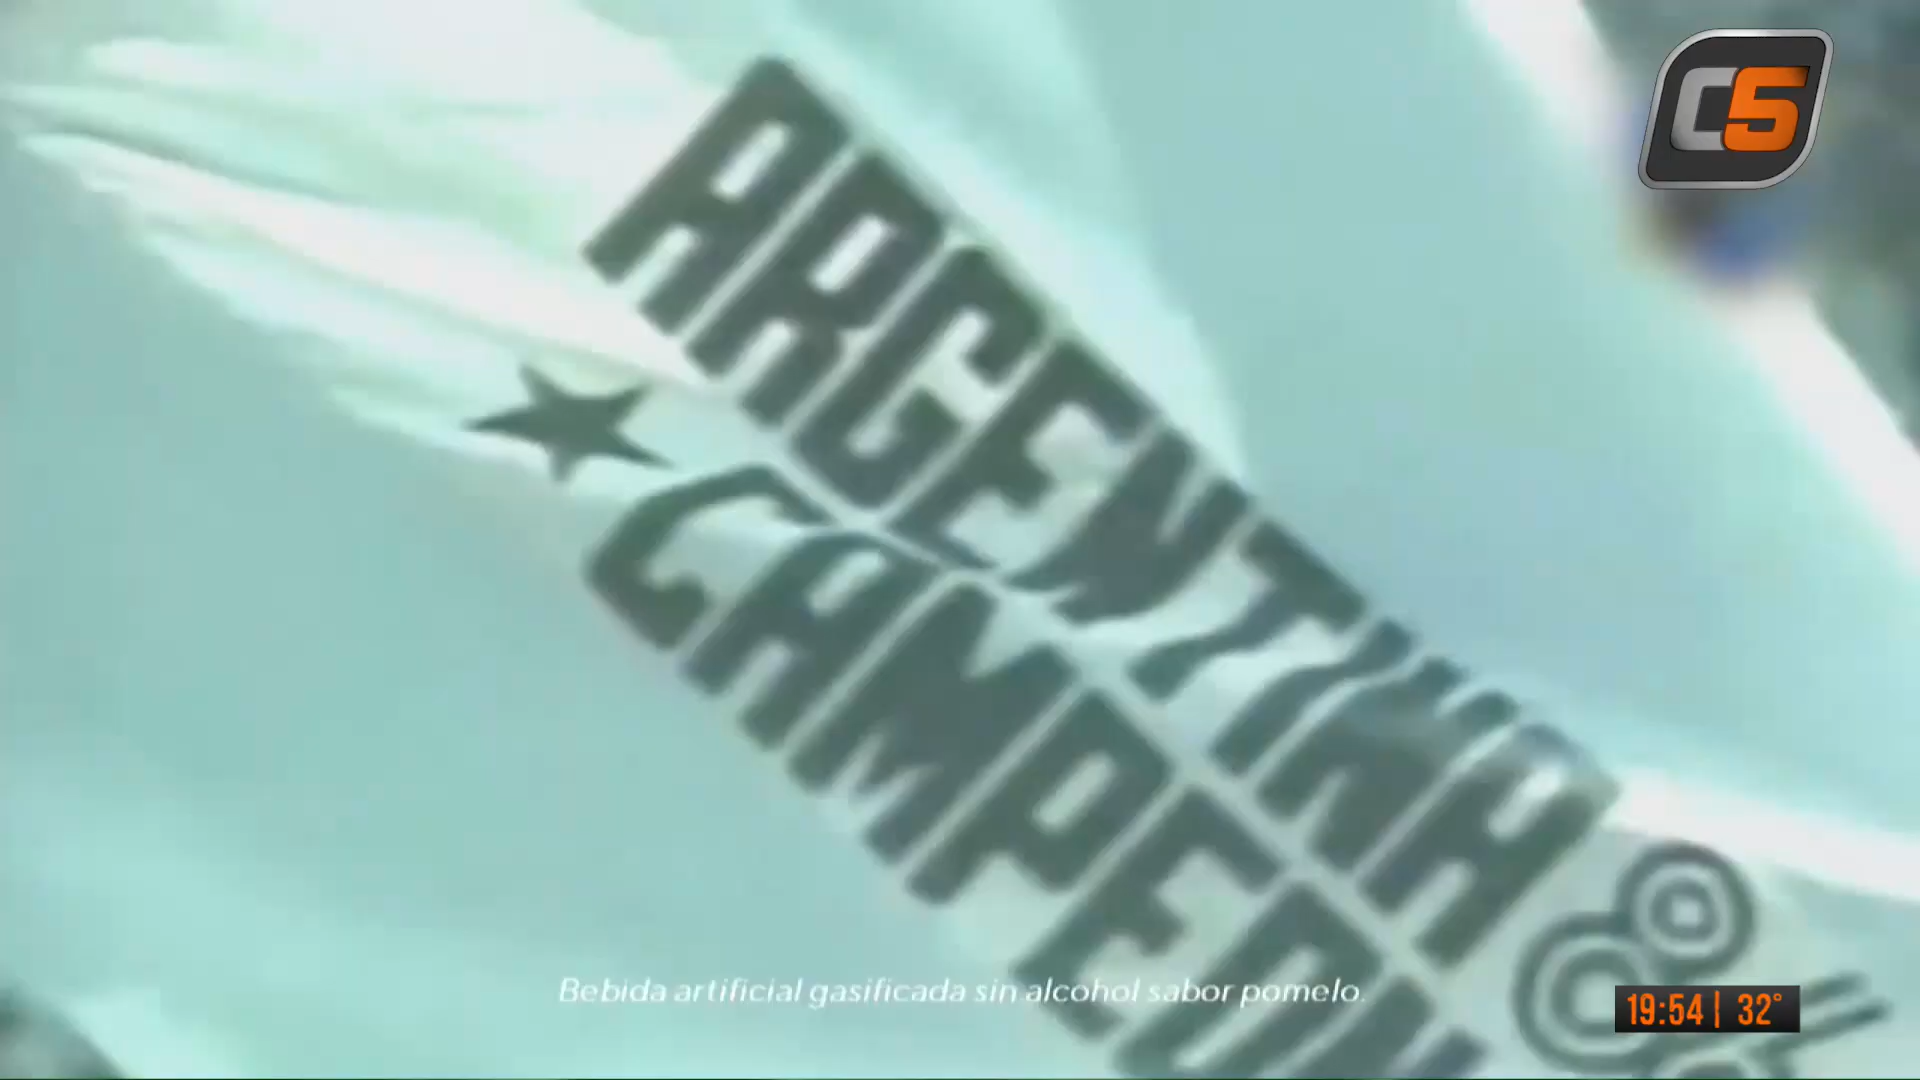 C5
ARGENTINA
CAMPEON
Bebida artificial gasificada sin alcohol sabor pomelo.
19:54 | 32°